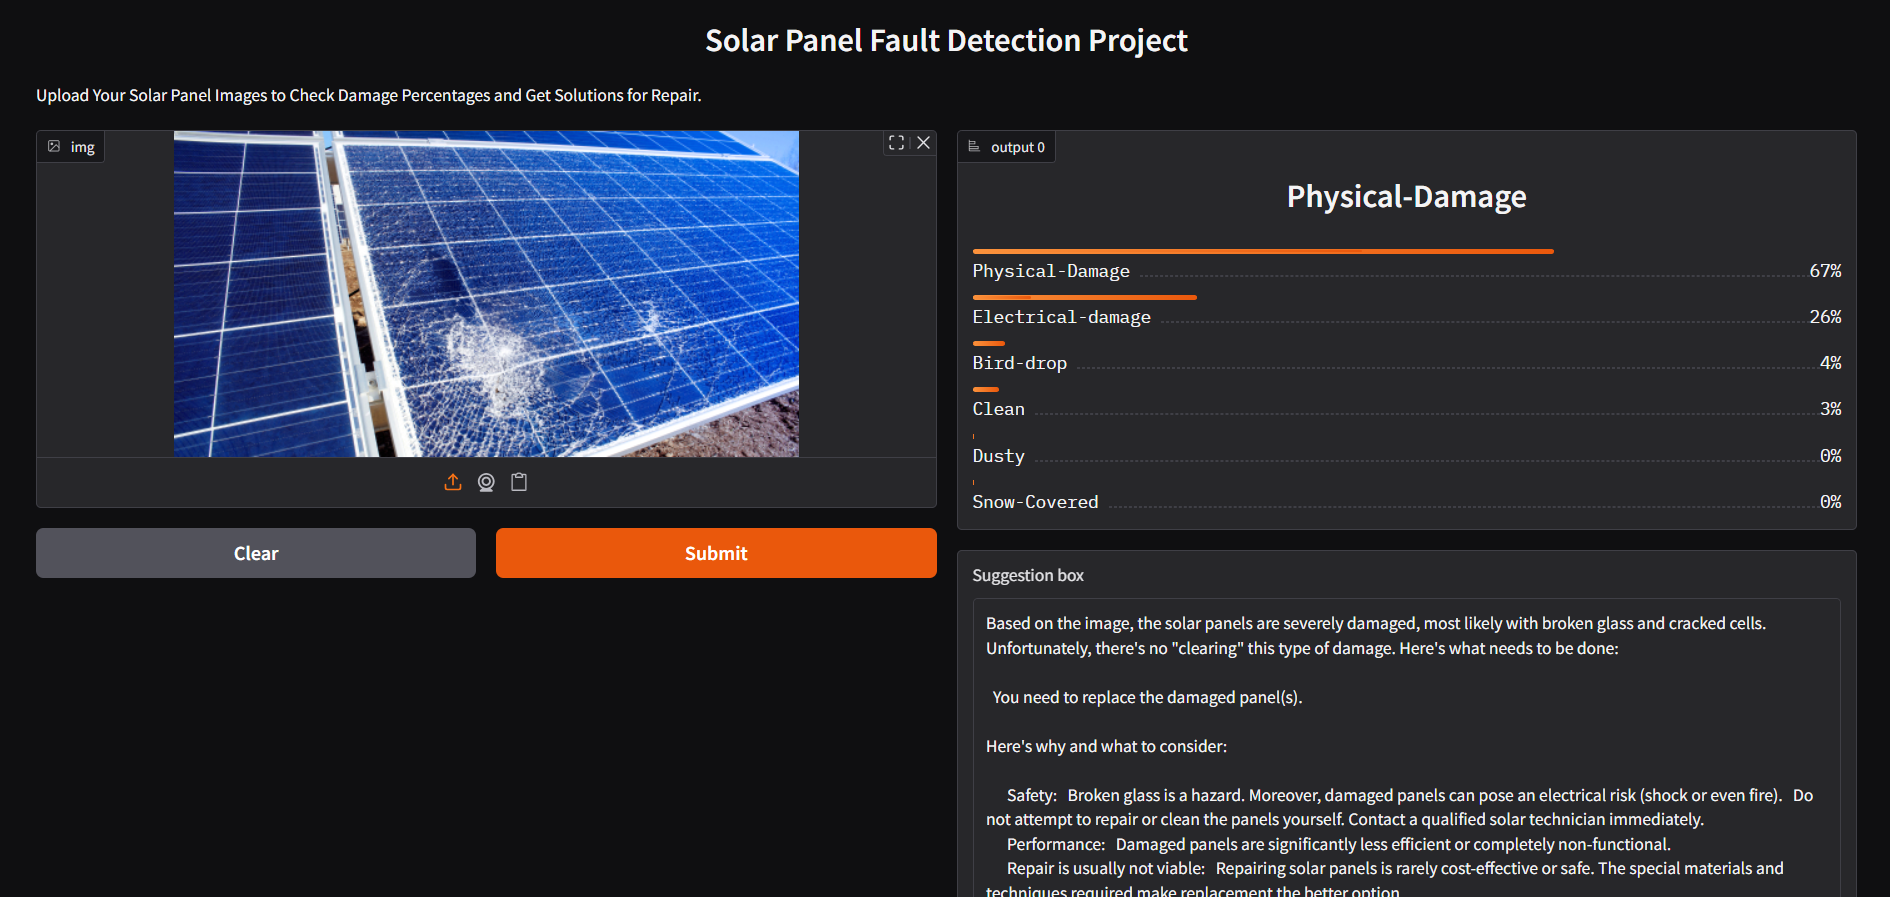 Solar Panel Fault Detection Project
Upload Your Solar Panel Images to Check Damage Percentages and Get Solutions for Repair.
img
Clear
Submit
output 0
Physical-Damage
Physical-Damage 67%
Electrical-damage 26%
Bird-drop 4%
Clean 3%
Dusty 0%
Snow-Covered 0%
Suggestion box
Based on the image, the solar panels are severely damaged, most likely with broken glass and cracked cells.
Unfortunately, there's no "clearing" this type of damage. Here's what needs to be done:
You need to replace the damaged panel(s).
Here's why and what to consider:
Safety: Broken glass is a hazard. Moreover, damaged panels can pose an electrical risk (shock or even fire). Do
not attempt to repair or clean the panels yourself. Contact a qualified solar technician immediately.
Performance: Damaged panels are significantly less efficient or completely non-functional.
Repair is usually not viable: Repairing solar panels is rarely cost-effective or safe. The special materials and
techniques required make replacement the better option